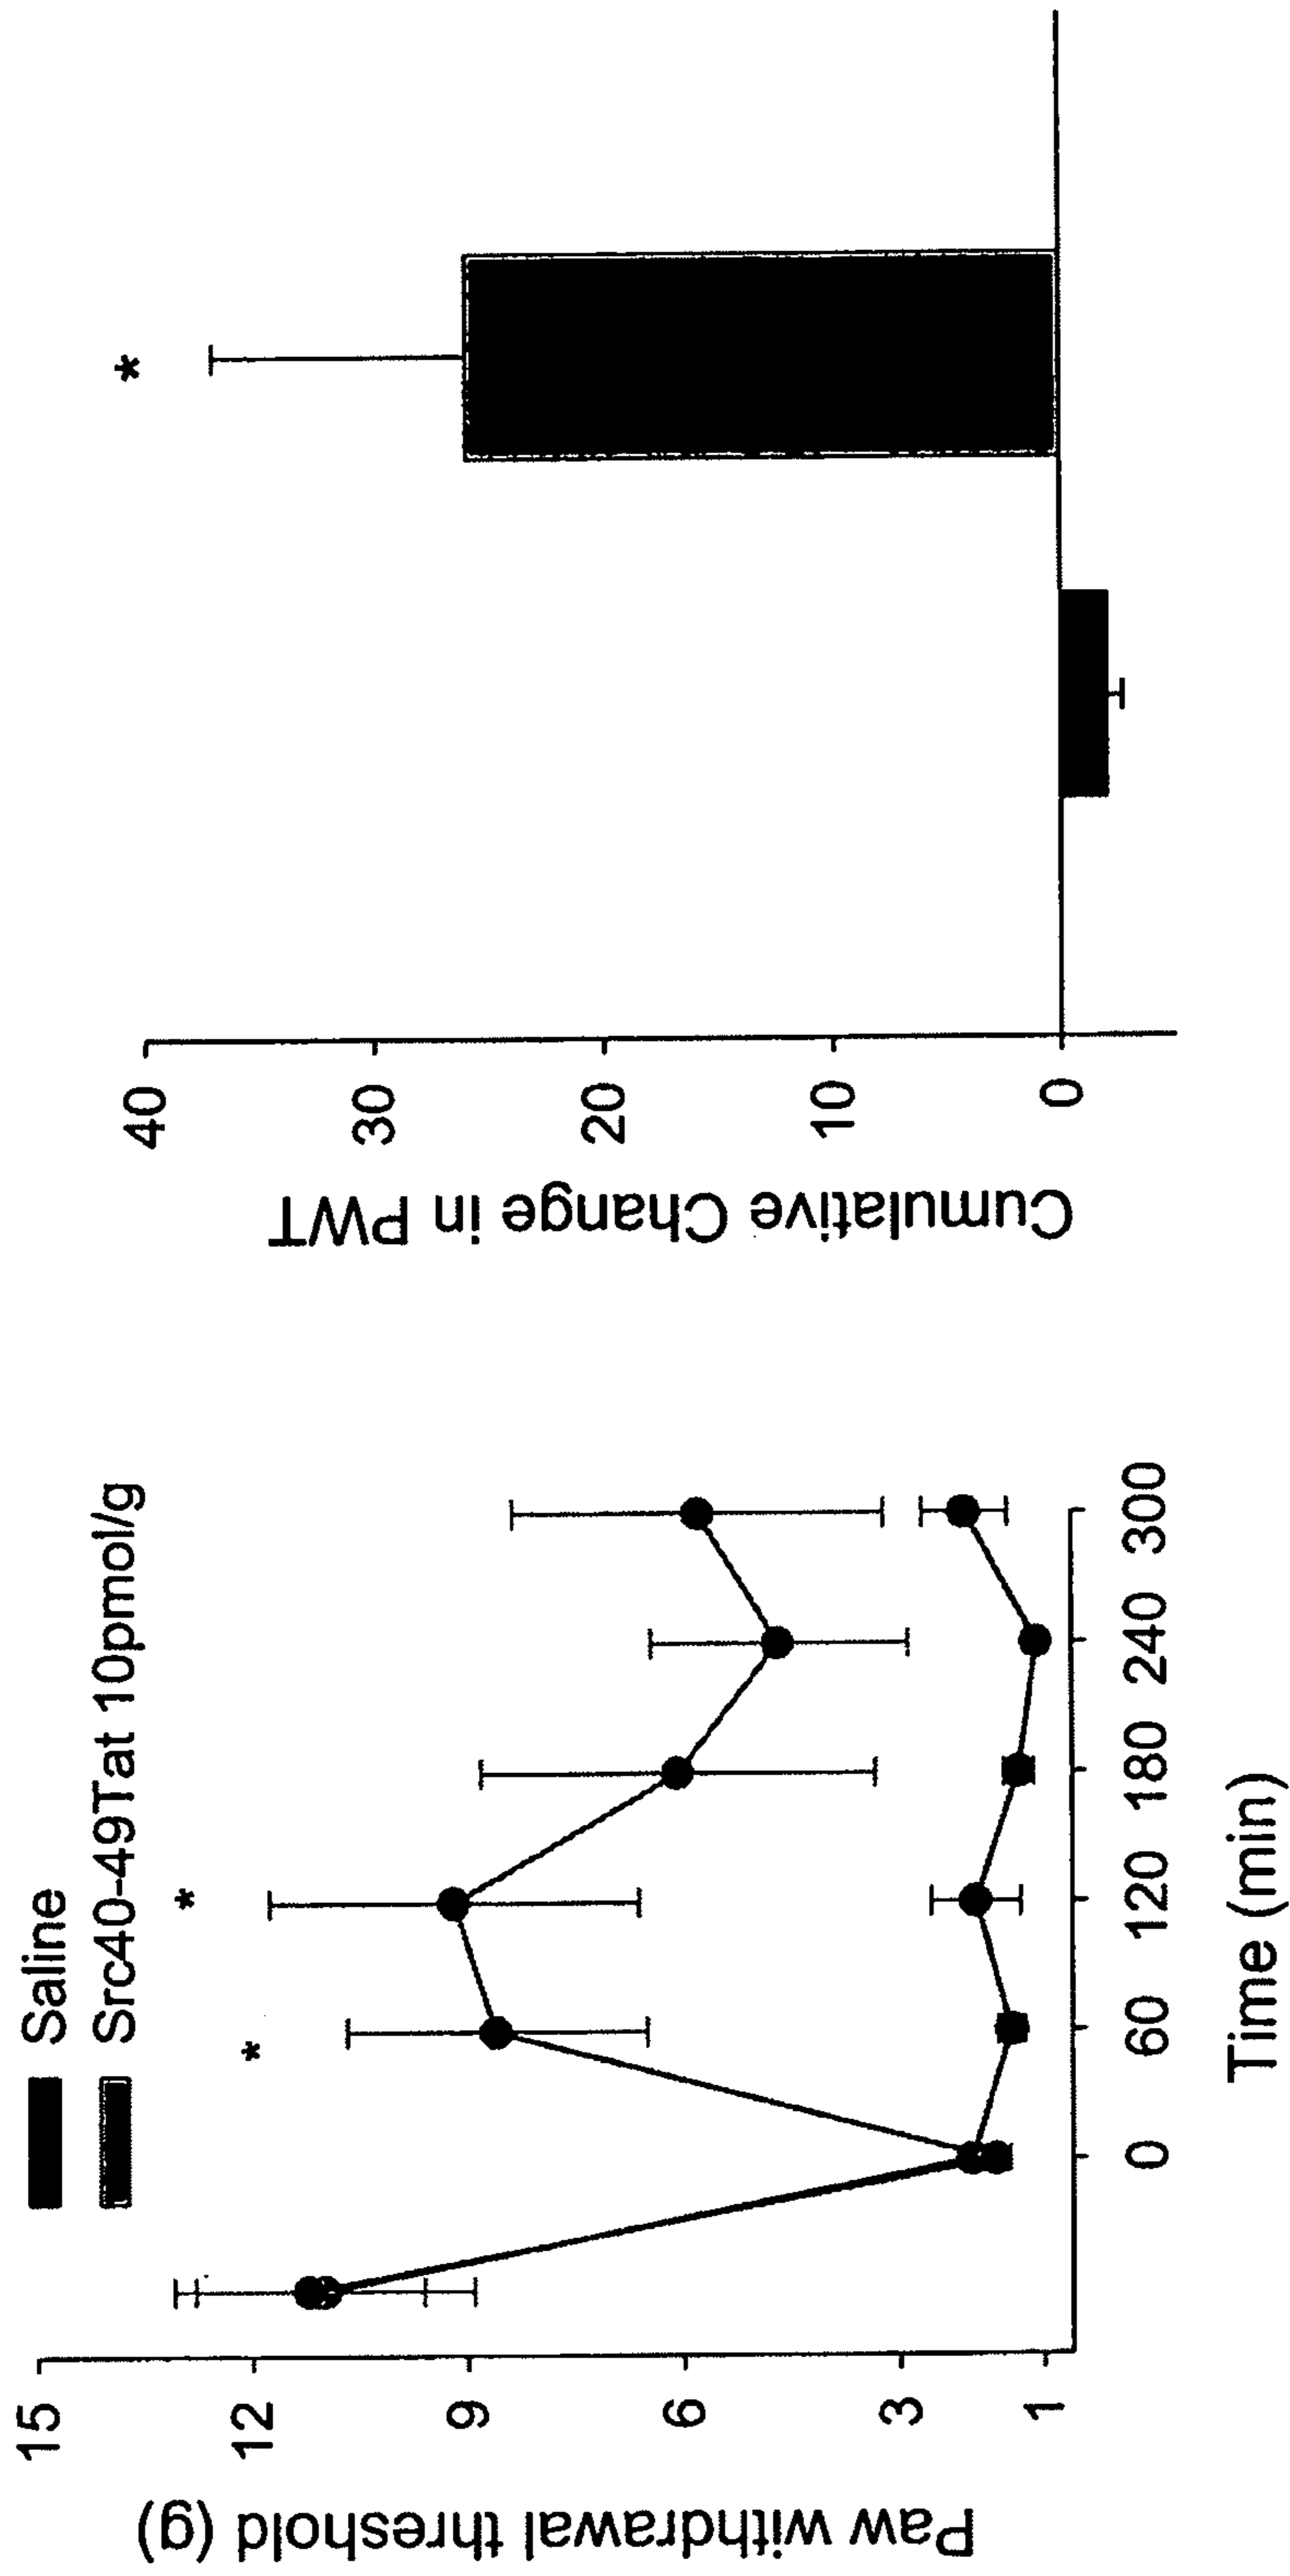 Saline
Src40-49Tat 10pmol/g
Paw withdrawal threshold (g)
15
12
9
6
3
1
*
*
0 60 120 180 240 300
Time (min)
Cumulative Change in PWT
40
30
20
10
0
*